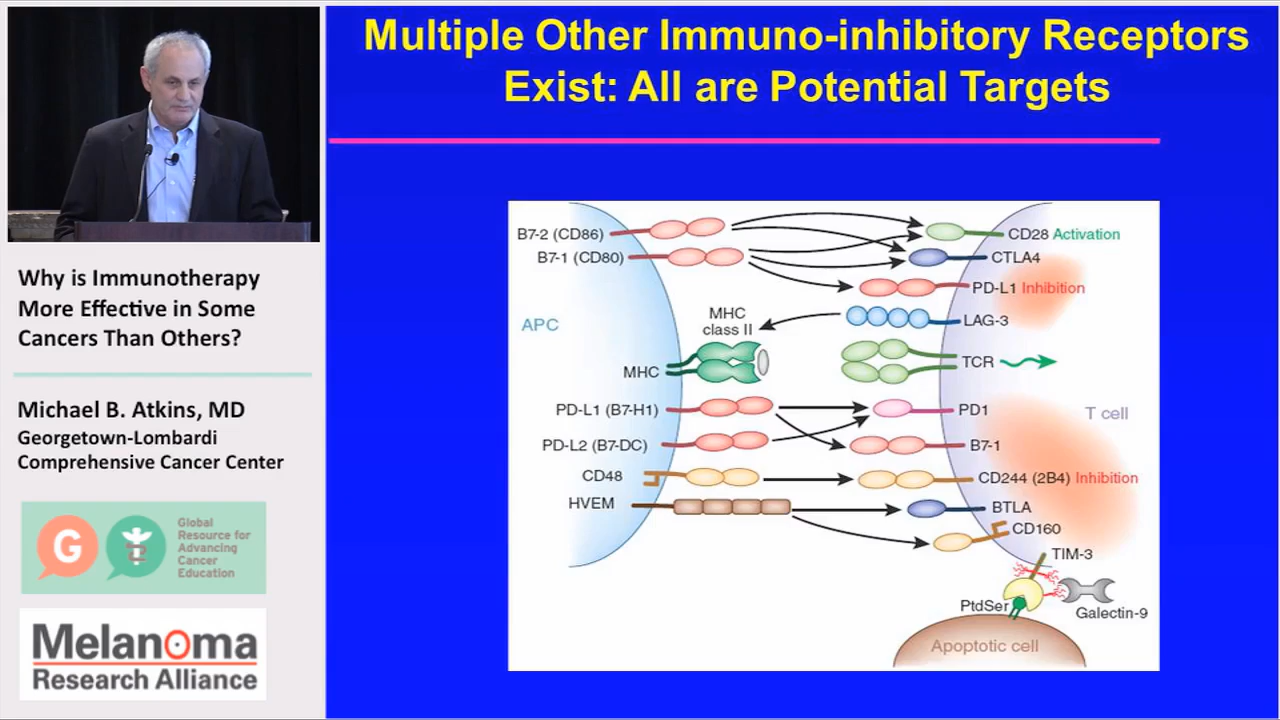 Multiple Other Immuno-inhibitory Receptors
Exist: All are Potential Targets
Why is Immunotherapy
More Effective in Some
Cancers Than Others?
Michael B. Atkins, MD
Georgetown-Lombardi
Comprehensive Cancer Center
G
Global
Resource for
Advancing
Cancer
Education
Melanoma
Research Alliance
B7-2 (CD86)
B7-1 (CD80)
APC
MHC
class II
MHC
PD-L1 (B7-H1)
PD-L2 (B7-DC)
CD48
HVEM
CD28 Activation
CTLA4
PD-L1 Inhibition
LAG-3
TCR
PD1
T cell
B7-1
CD244 (2B4) Inhibition
BTLA
CD160
TIM-3
PtdSer
Galectin-9
Apoptotic cell